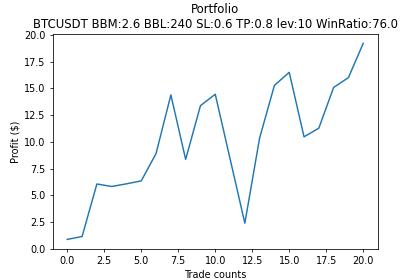 Portfolio
BTCUSDT BBM:2.6 BBL:240 SL:0.6 TP:0.8 lev:10 WinRatio:76.0
20.0
17.5
15.0
12.5
10.0
7.5
5.0
2.5
0.0
Profit ($)
0.0 2.5 5.0 7.5 10.0 12.5 15.0 17.5 20.0
Trade counts